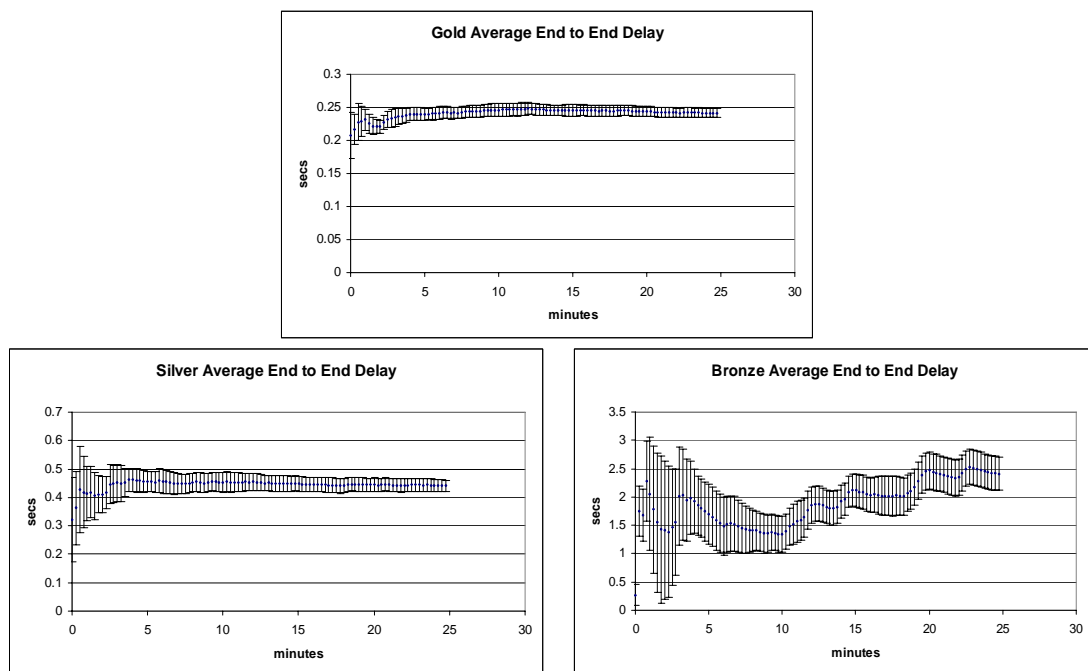 Gold Average End to End Delay
0.3
0.25
0.2
0.15
0.1
0.05
0
secs
0 5 10 15 20 25 30
minutes
Silver Average End to End Delay
0.7
0.6
0.5
0.4
0.3
0.2
0.1
0
secs
0 5 10 15 20 25 30
minutes
Bronze Average End to End Delay
3.5
3
2.5
2
1.5
1
0.5
0
secs
0 5 10 15 20 25 30
minutes